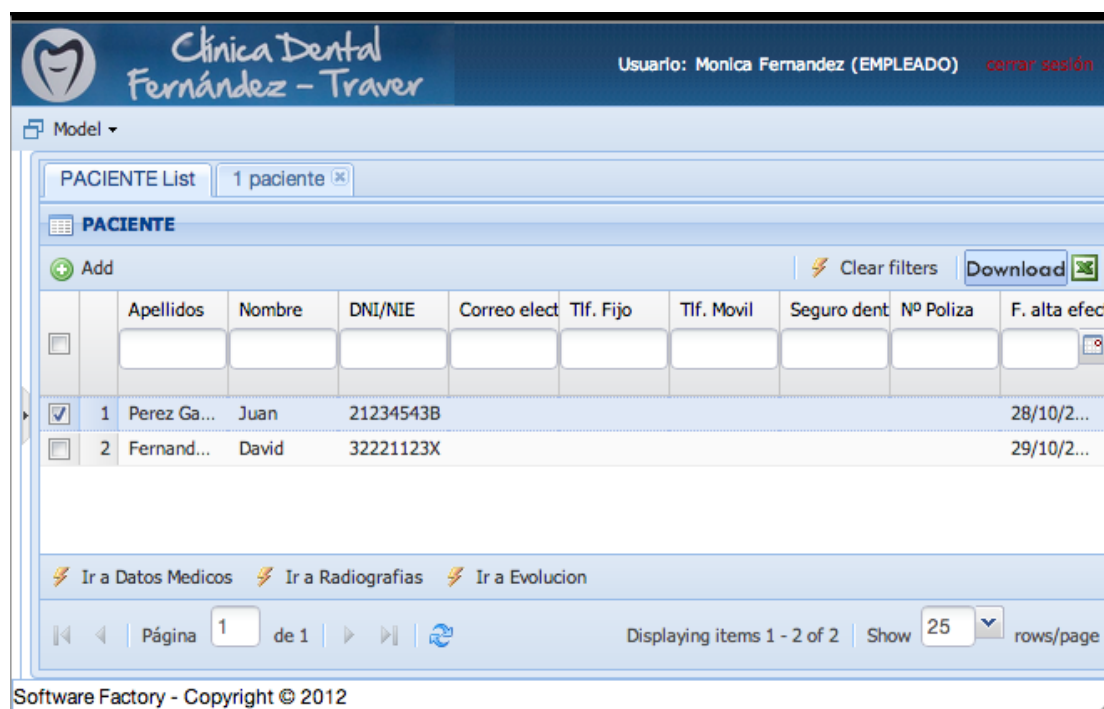 Clínica Dental
Fernández - Traver
Usuario: Monica Fernandez (EMPLEADO) cerrar sesión
Model
PACIENTE List 1 paciente
PACIENTE
Add Clear filters Download
Apellidos Nombre DNI/NIE Correo elect Tlf. Fijo Tlf. Movil Seguro dent Nº Poliza F. alta efec
1 Perez Ga... Juan 21234543B 28/10/2...
2 Fernand... David 32221123X 29/10/2...
Ir a Datos Medicos Ir a Radiografias Ir a Evolucion
Página 1 de 1 Displaying items 1 - 2 of 2 Show 25 rows/page
Software Factory - Copyright © 2012